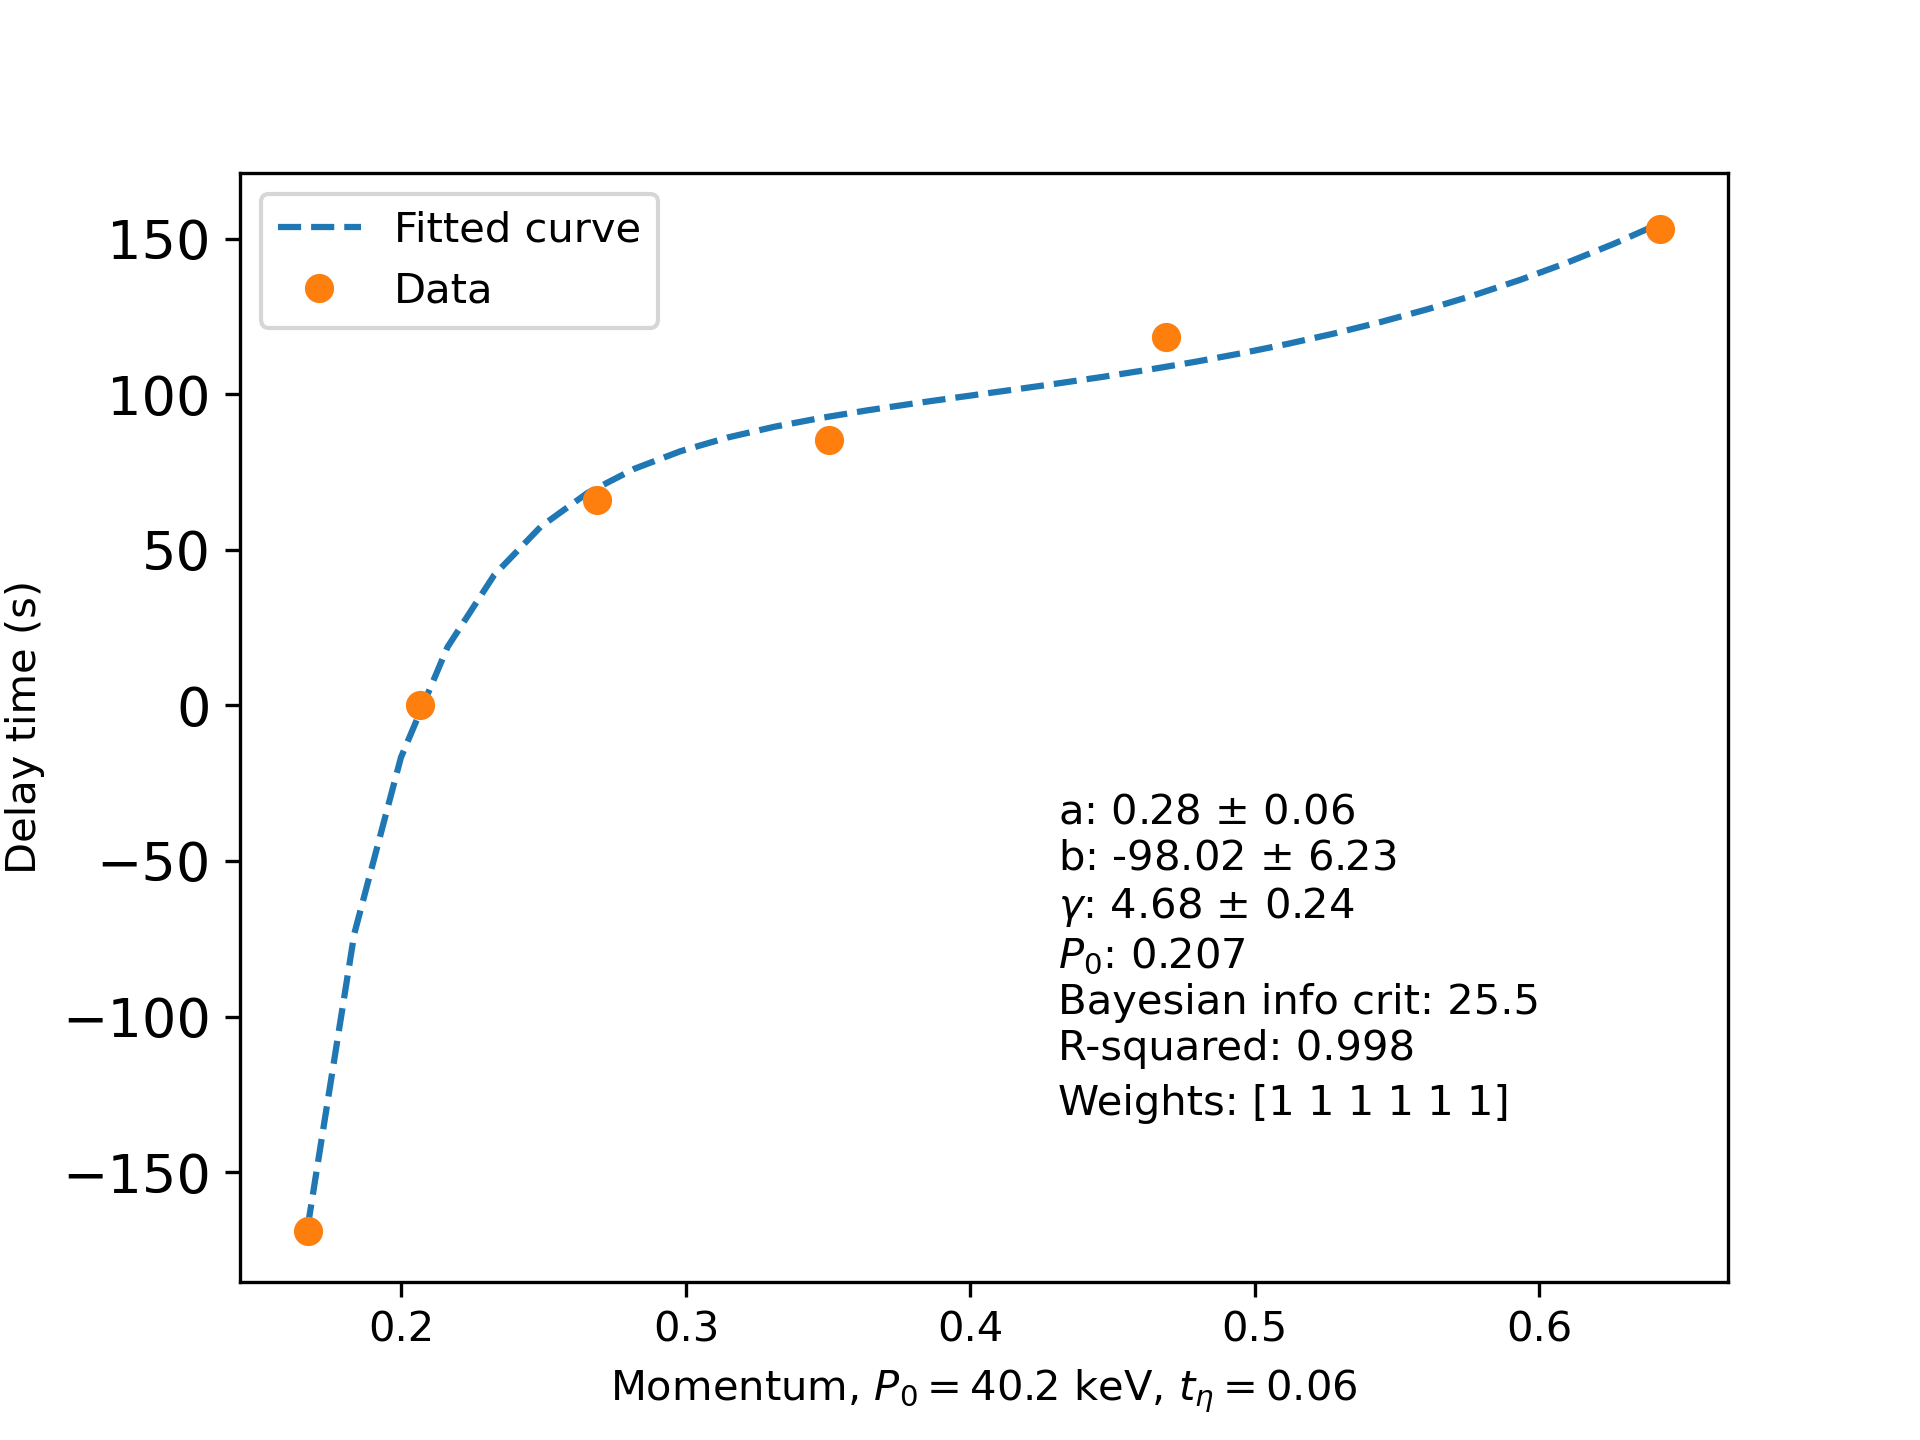 Fitted curve
Data
150
100
50
0
−50
−100
−150
Delay time (s)
a: 0.28 ± 0.06
b: -98.02 ± 6.23
γ: 4.68 ± 0.24
P₀: 0.207
Bayesian info crit: 25.5
R-squared: 0.998
Weights: [1 1 1 1 1 1]
0.2 0.3 0.4 0.5 0.6
Momentum, P₀ = 40.2 keV, tη = 0.06